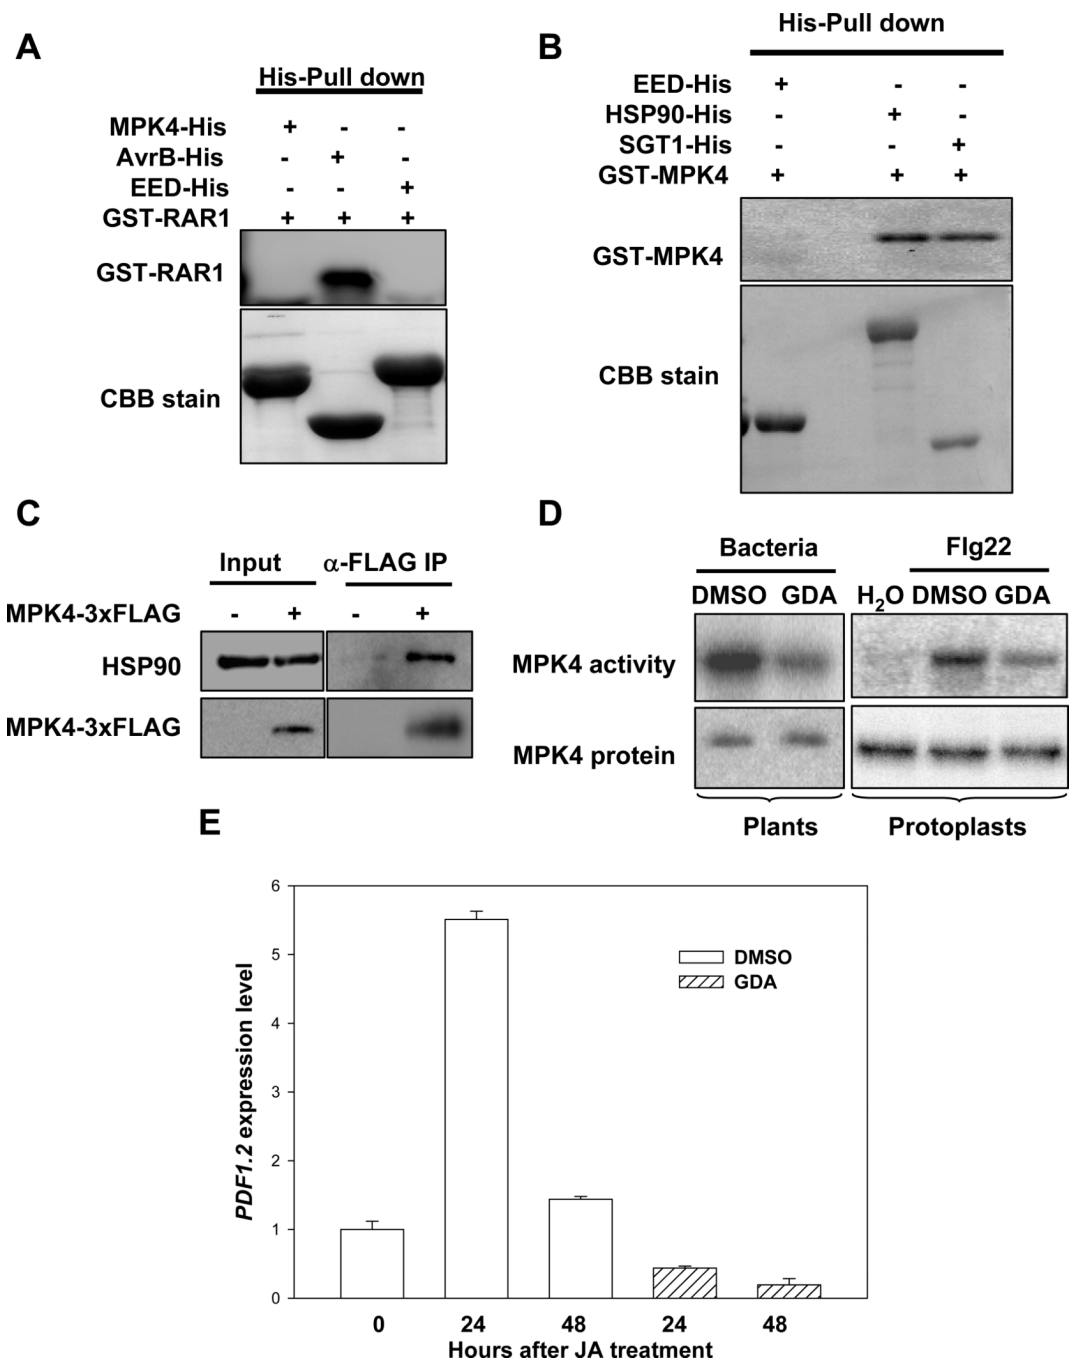 A
His-Pull down
MPK4-His + - -
AvrB-His - + -
EED-His - - +
GST-RAR1 + + +
GST-RAR1
CBB stain
B
His-Pull down
EED-His + - -
HSP90-His - + -
SGT1-His - - +
GST-MPK4 + + +
GST-MPK4
CBB stain
C
Input α-FLAG IP
MPK4-3xFLAG - + - +
HSP90
MPK4-3xFLAG
D
Bacteria Flg22
DMSO GDA H₂O DMSO GDA
MPK4 activity
MPK4 protein
Plants Protoplasts
E
6
5
4
3
2
1
0
PDF1.2 expression level
DMSO
GDA
0 24 48 24 48
Hours after JA treatment